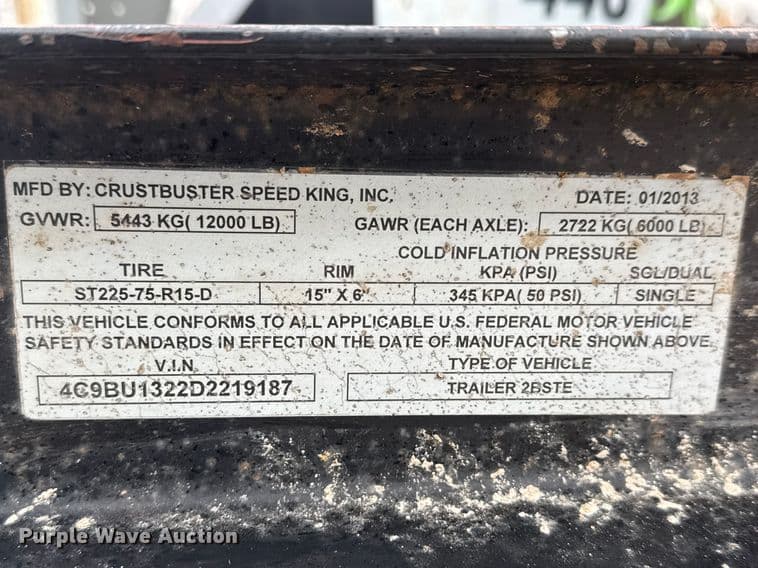 MFD BY: CRUSTBUSTER SPEED KING, INC. DATE: 01/2013
GVWR: 5443 KG( 12000 LB) GAWR (EACH AXLE): 2722 KG( 6000 LB)
COLD INFLATION PRESSURE
TIRE RIM KPA (PSI) SGL/DUAL
ST225-75-R15-D 15" X 6" 345 KPA( 50 PSI) SINGLE
THIS VEHICLE CONFORMS TO ALL APPLICABLE U.S. FEDERAL MOTOR VEHICLE
SAFETY STANDARDS IN EFFECT ON THE DATE OF MANUFACTURE SHOWN ABOVE.
V.I.N. TYPE OF VEHICLE
4C9BU1322D2219187 TRAILER 2BSTE
Purple Wave Auction